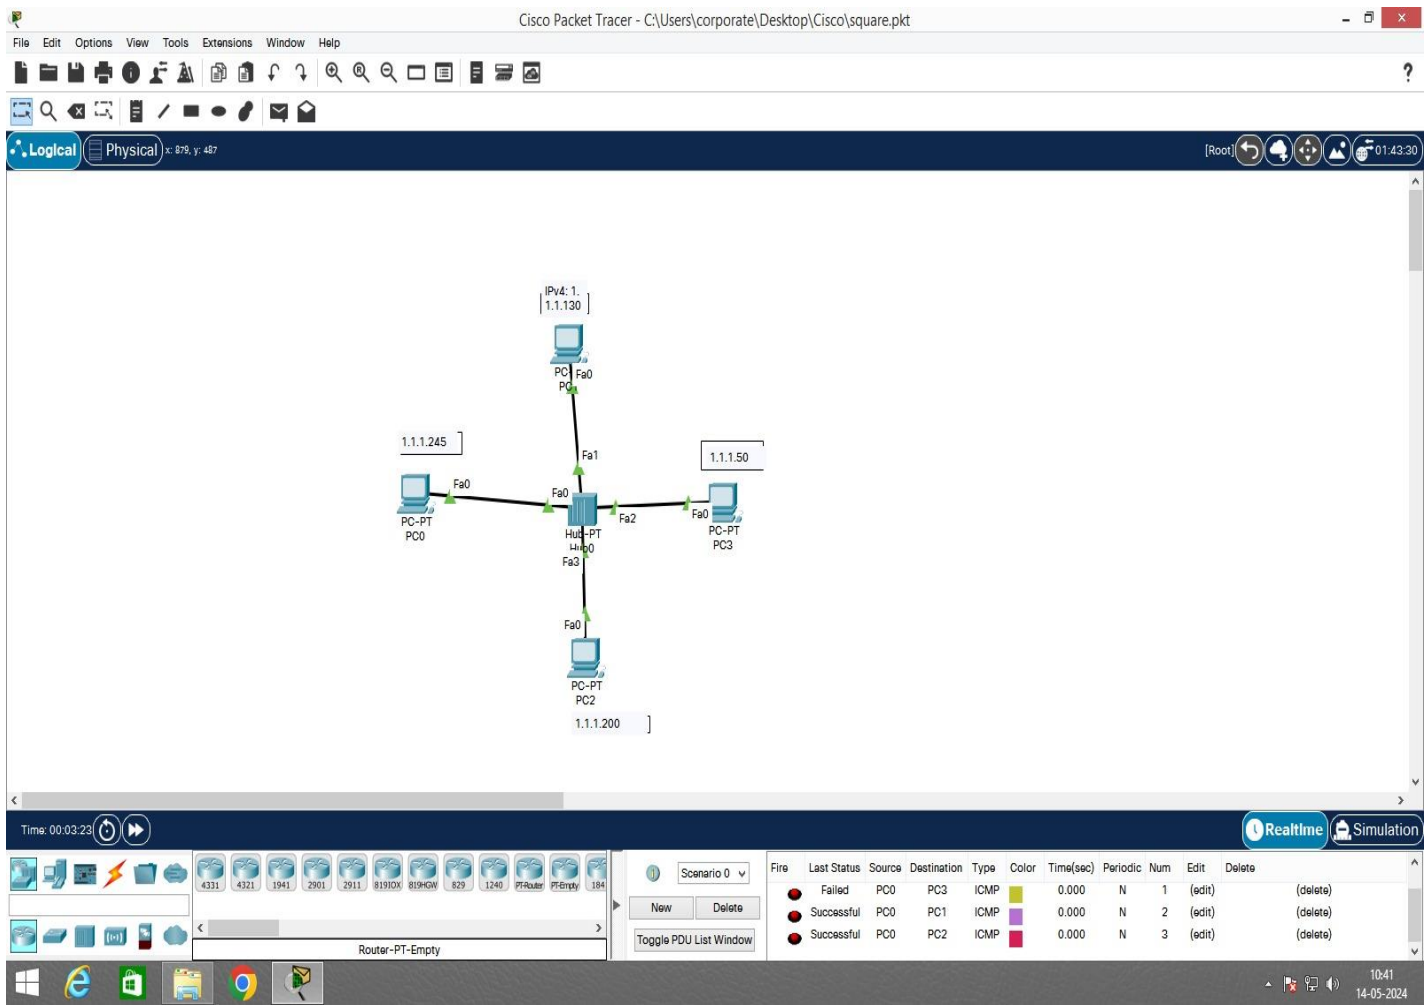 Cisco Packet Tracer - C:\Users\corporate\Desktop\Cisco\square.pkt
File Edit Options View Tools Extensions Window Help
?
Logical Physical x: 879, y: 487 [Root] 01:43:30
IPv4: 1.
1.1.130
PC-
Fa0
PC
1.1.1.245
Fa1
1.1.1.50
Fa0
Fa0
Fa0
Fa2
PC-PT
PC0
Hub-PT
Hub0
PC-PT
PC3
Fa3
Fa0
PC-PT
PC2
1.1.1.200
Time: 00:03:23 Realtime Simulation
4331 4321 1941 2901 2911 819IOX 819HGW 829 1240 PT-Router PT-Empty 184
Router-PT-Empty
Scenario 0
New Delete
Toggle PDU List Window
Fire Last Status Source Destination Type Color Time(sec) Periodic Num Edit Delete
Failed PC0 PC3 ICMP 0.000 N 1 (edit) (delete)
Successful PC0 PC1 ICMP 0.000 N 2 (edit) (delete)
Successful PC0 PC2 ICMP 0.000 N 3 (edit) (delete)
10:41
14-05-2024